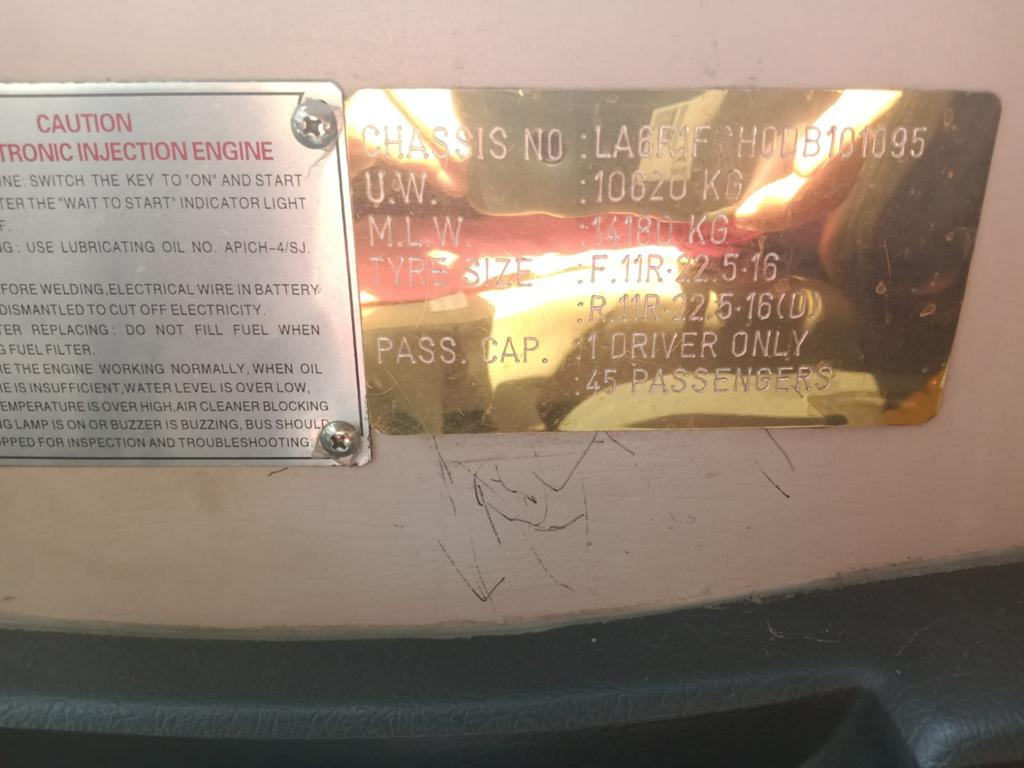 CAUTION
TRONIC INJECTION ENGINE
INE: SWITCH THE KEY TO "ON" AND START
TER THE "WAIT TO START" INDICATOR LIGHT
F.
NG: USE LUBRICATING OIL NO. APICH-4/SJ.
EFORE WELDING,ELECTRICAL WIRE IN BATTERY
DISMANTLED TO CUT OFF ELECTRICITY.
TER REPLACING: DO NOT FILL FUEL WHEN
G FUEL FILTER.
E THE ENGINE WORKING NORMALLY, WHEN OIL
E IS INSUFFICIENT,WATER LEVEL IS OVER LOW,
TEMPERATURE IS OVER HIGH,AIR CLEANER BLOCKING
NG LAMP IS ON OR BUZZER IS BUZZING, BUS SHOULD
OPPED FOR INSPECTION AND TROUBLESHOOTING.
CHASSIS NO :
U.W. :10620 KG
M.L.W. :14180 KG
TYRE SIZE :F.11R·22.5·16
:R.11R·22.5·16(D)
PASS. CAP. :1 DRIVER ONLY
:45 PASSENGERS